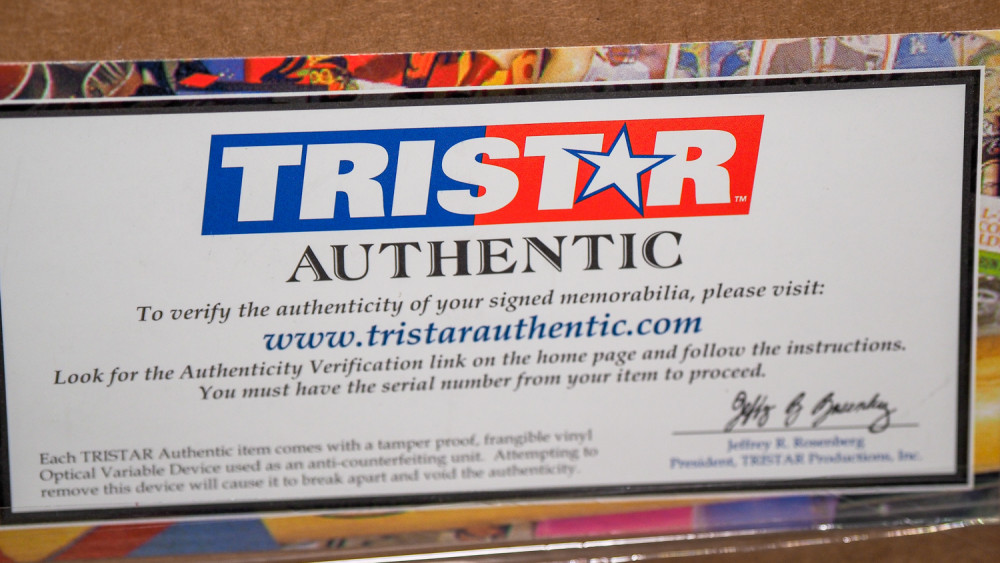 TRISTAR™
AUTHENTIC
To verify the authenticity of your signed memorabilia, please visit:
www.tristarauthentic.com
Look for the Authenticity Verification link on the home page and follow the instructions.
You must have the serial number from your item to proceed.
Each TRISTAR Authentic item comes with a tamper proof, frangible vinyl
Optical Variable Device used as an anti-counterfeiting unit. Attempting to
remove this device will cause it to break apart and void the authenticity.
Jeffrey R. Rosenberg
President, TRISTAR Productions, Inc.